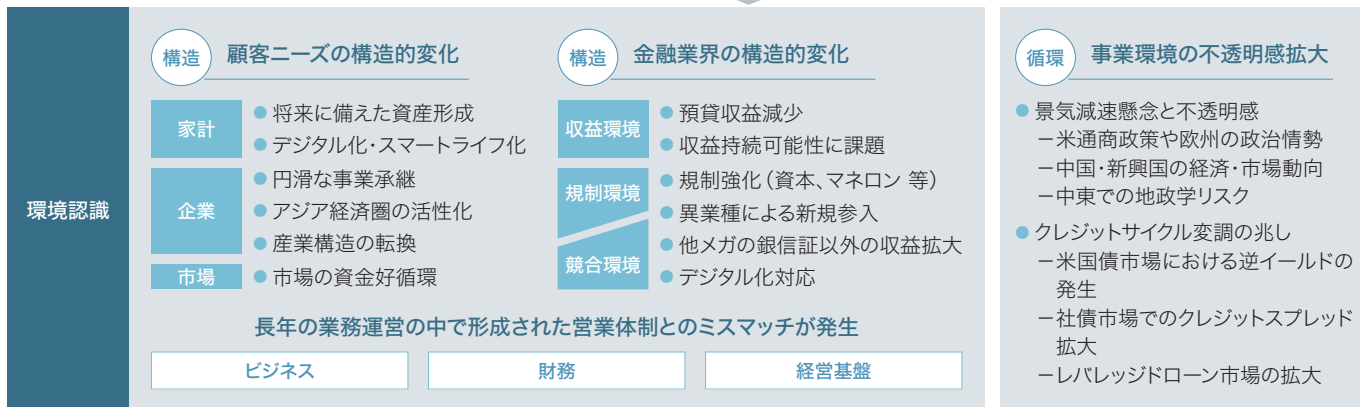 環境認識
構造
顧客ニーズの構造的変化
家計
●将来に備えた資産形成
●デジタル化・スマートライフ化
企業
●円滑な事業承継
●アジア経済圏の活性化
●産業構造の転換
市場
●市場の資金好循環
構造
金融業界の構造的変化
収益環境
●預貸収益減少
●収益持続可能性に課題
規制環境
競合環境
●規制強化（資本、マネロン 等）
●異業種による新規参入
●他メガの銀信証以外の収益拡大
●デジタル化対応
長年の業務運営の中で形成された営業体制とのミスマッチが発生
ビジネス
財務
経営基盤
循環
事業環境の不透明感拡大
●景気減速懸念と不透明感
－米通商政策や欧州の政治情勢
－中国・新興国の経済・市場動向
－中東での地政学リスク
●クレジットサイクル変調の兆し
－米国債市場における逆イールドの
発生
－社債市場でのクレジットスプレッド
拡大
－レバレッジドローン市場の拡大